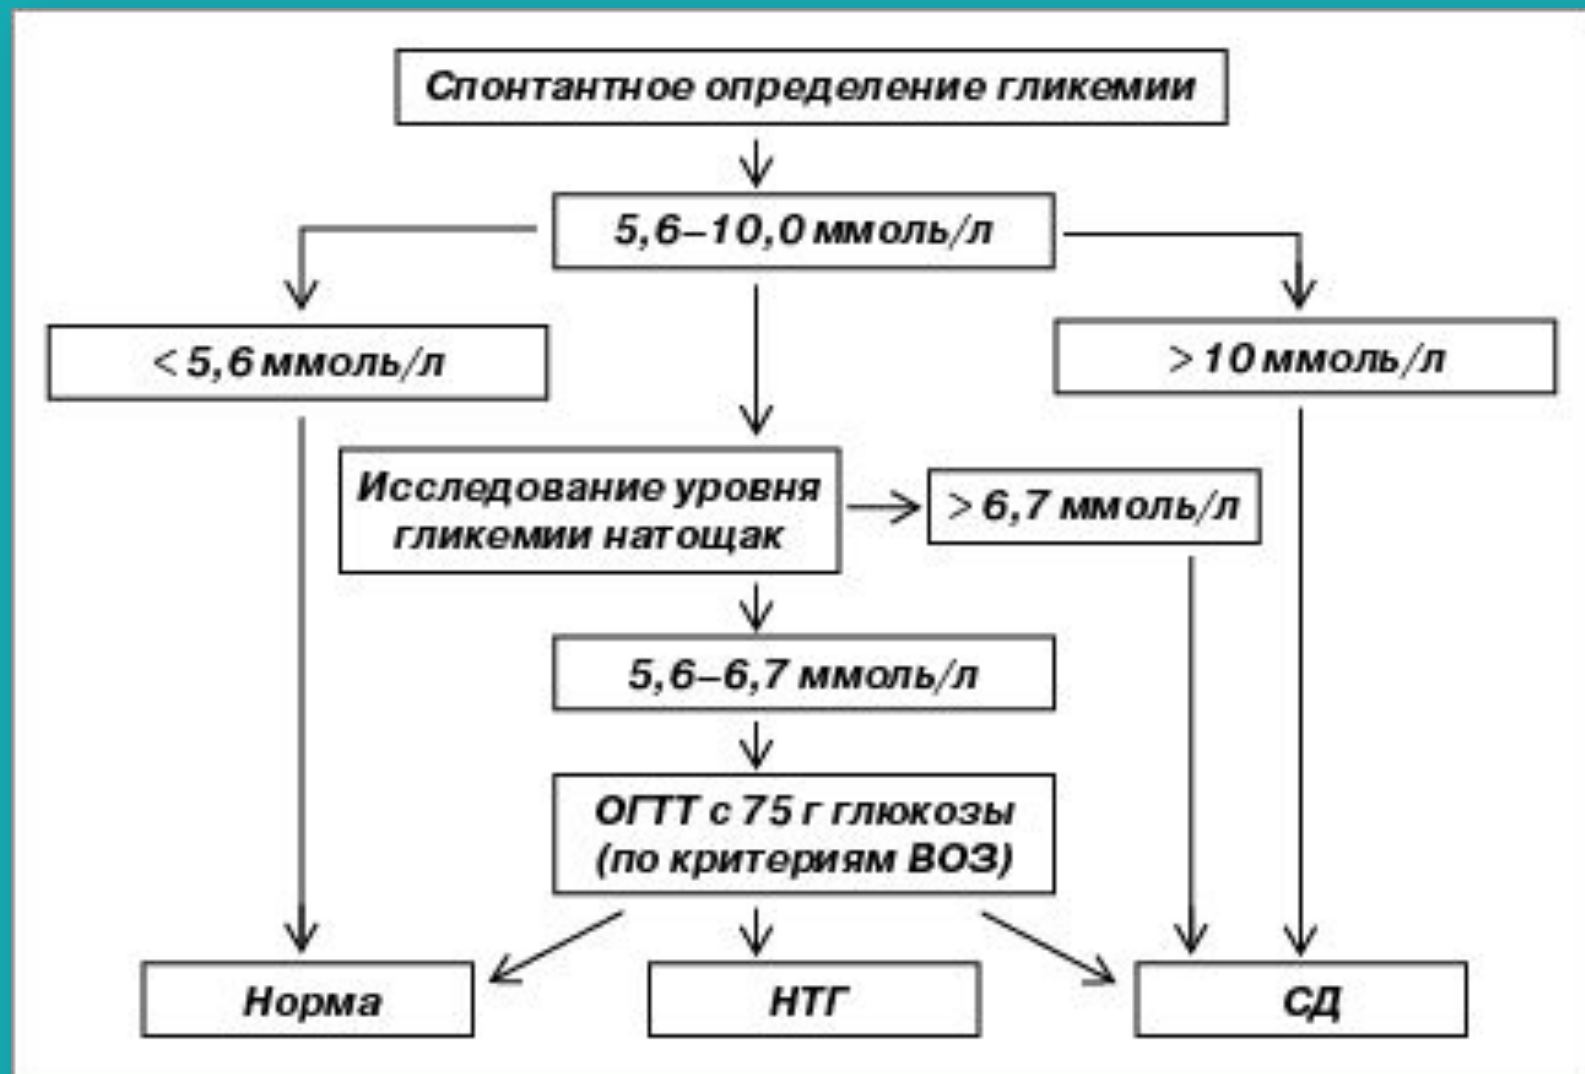 Спонтантное определение гликемии
5,6–10,0 ммоль/л
< 5,6 ммоль/л
> 10 ммоль/л
Исследование уровня
гликемии натощак
> 6,7 ммоль/л
5,6–6,7 ммоль/л
ОГТТ с 75 г глюкозы
(по критериям ВОЗ)
Норма
НТГ
СД